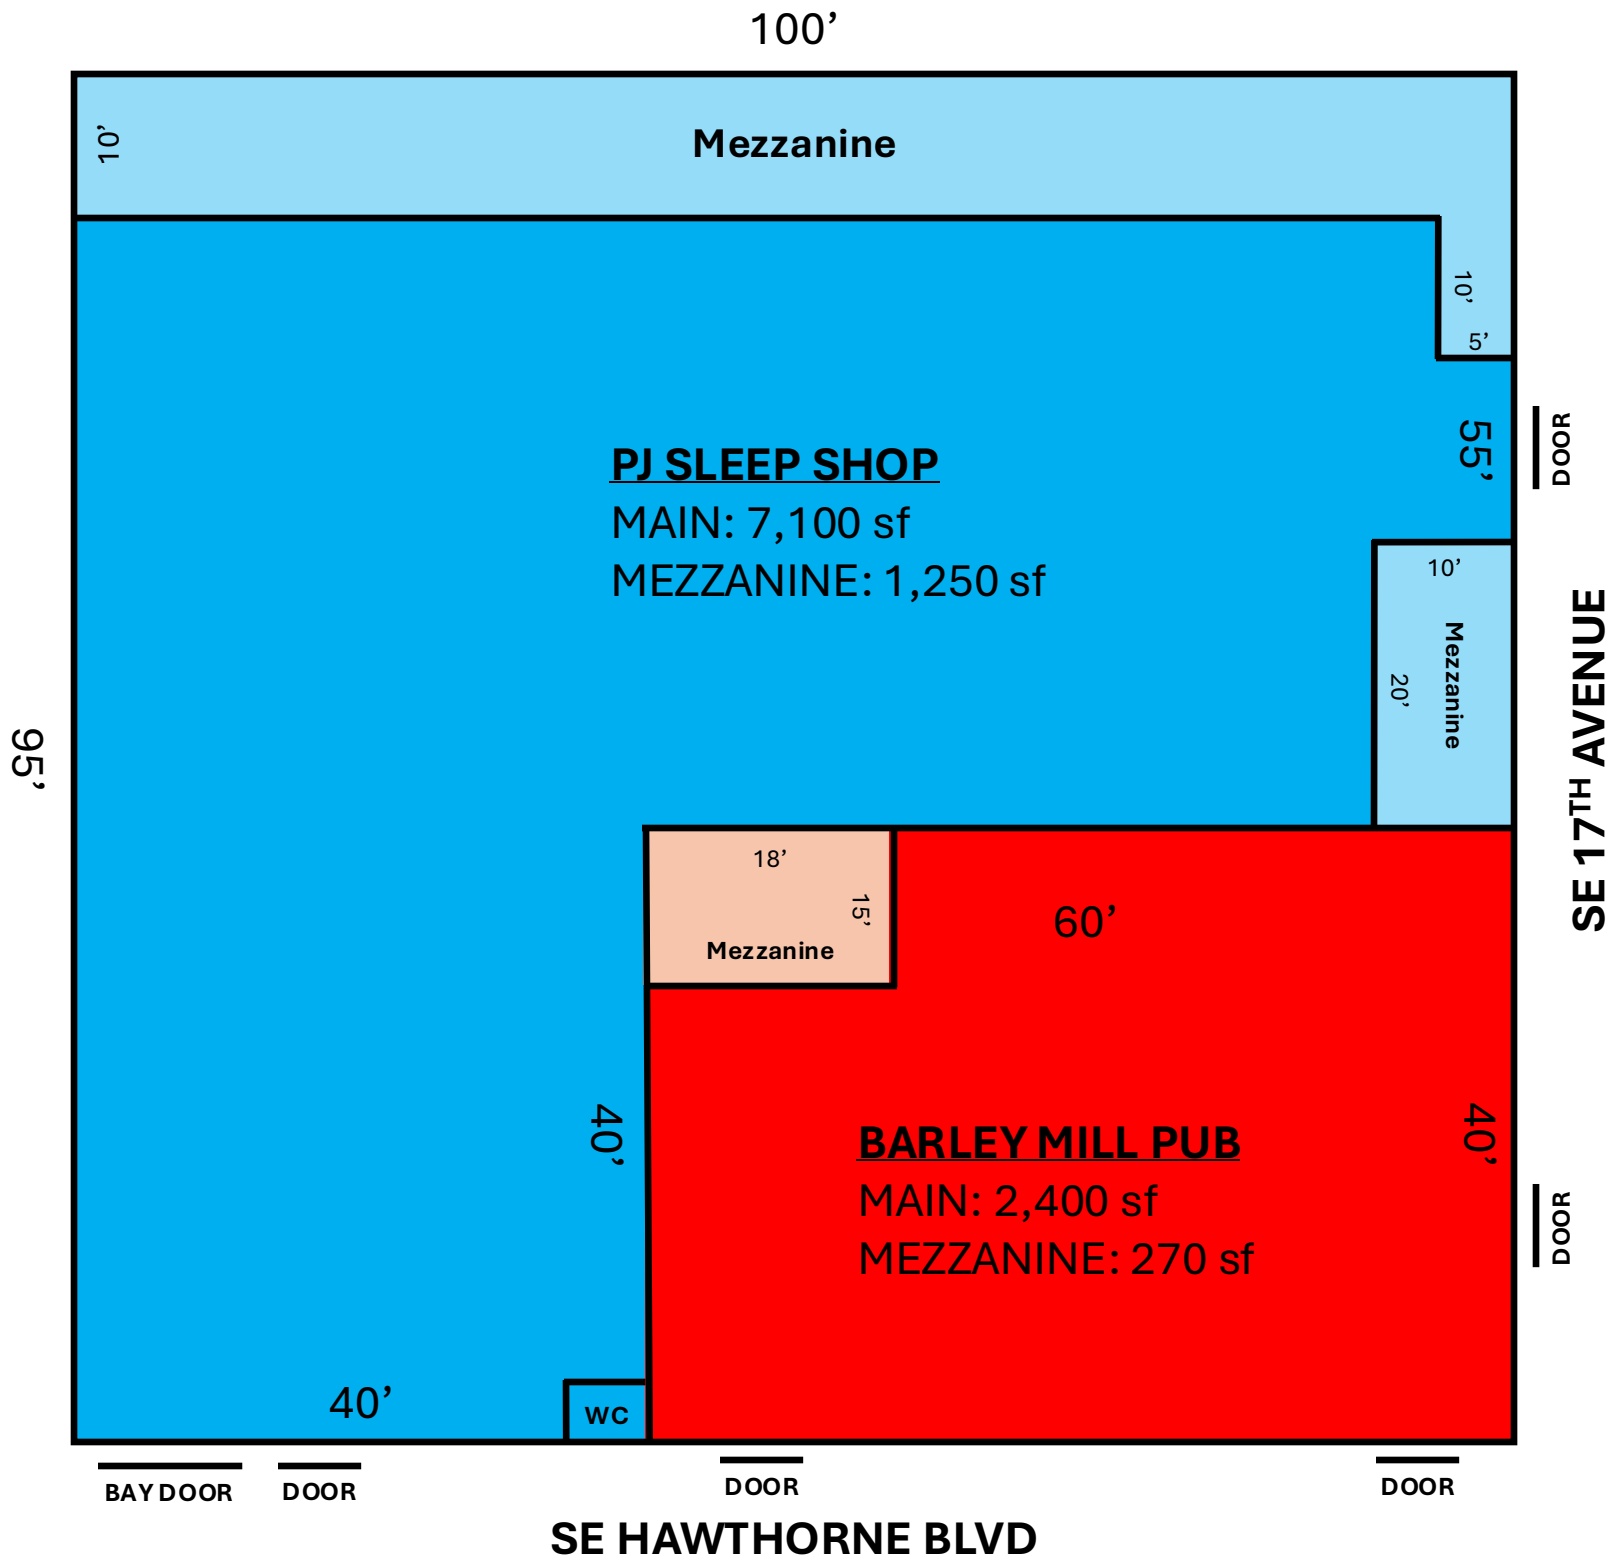 100’
10’
Mezzanine
10’
5’
PJ SLEEP SHOP
MAIN: 7,100 sf
MEZZANINE: 1,250 sf
55’
DOOR
10’
Mezzanine
20’
SE 17TH AVENUE
95’
18’
15’
Mezzanine
60’
40’
BARLEY MILL PUB
MAIN: 2,400 sf
MEZZANINE: 270 sf
40’
DOOR
40’
WC
BAY DOOR
DOOR
DOOR
DOOR
SE HAWTHORNE BLVD